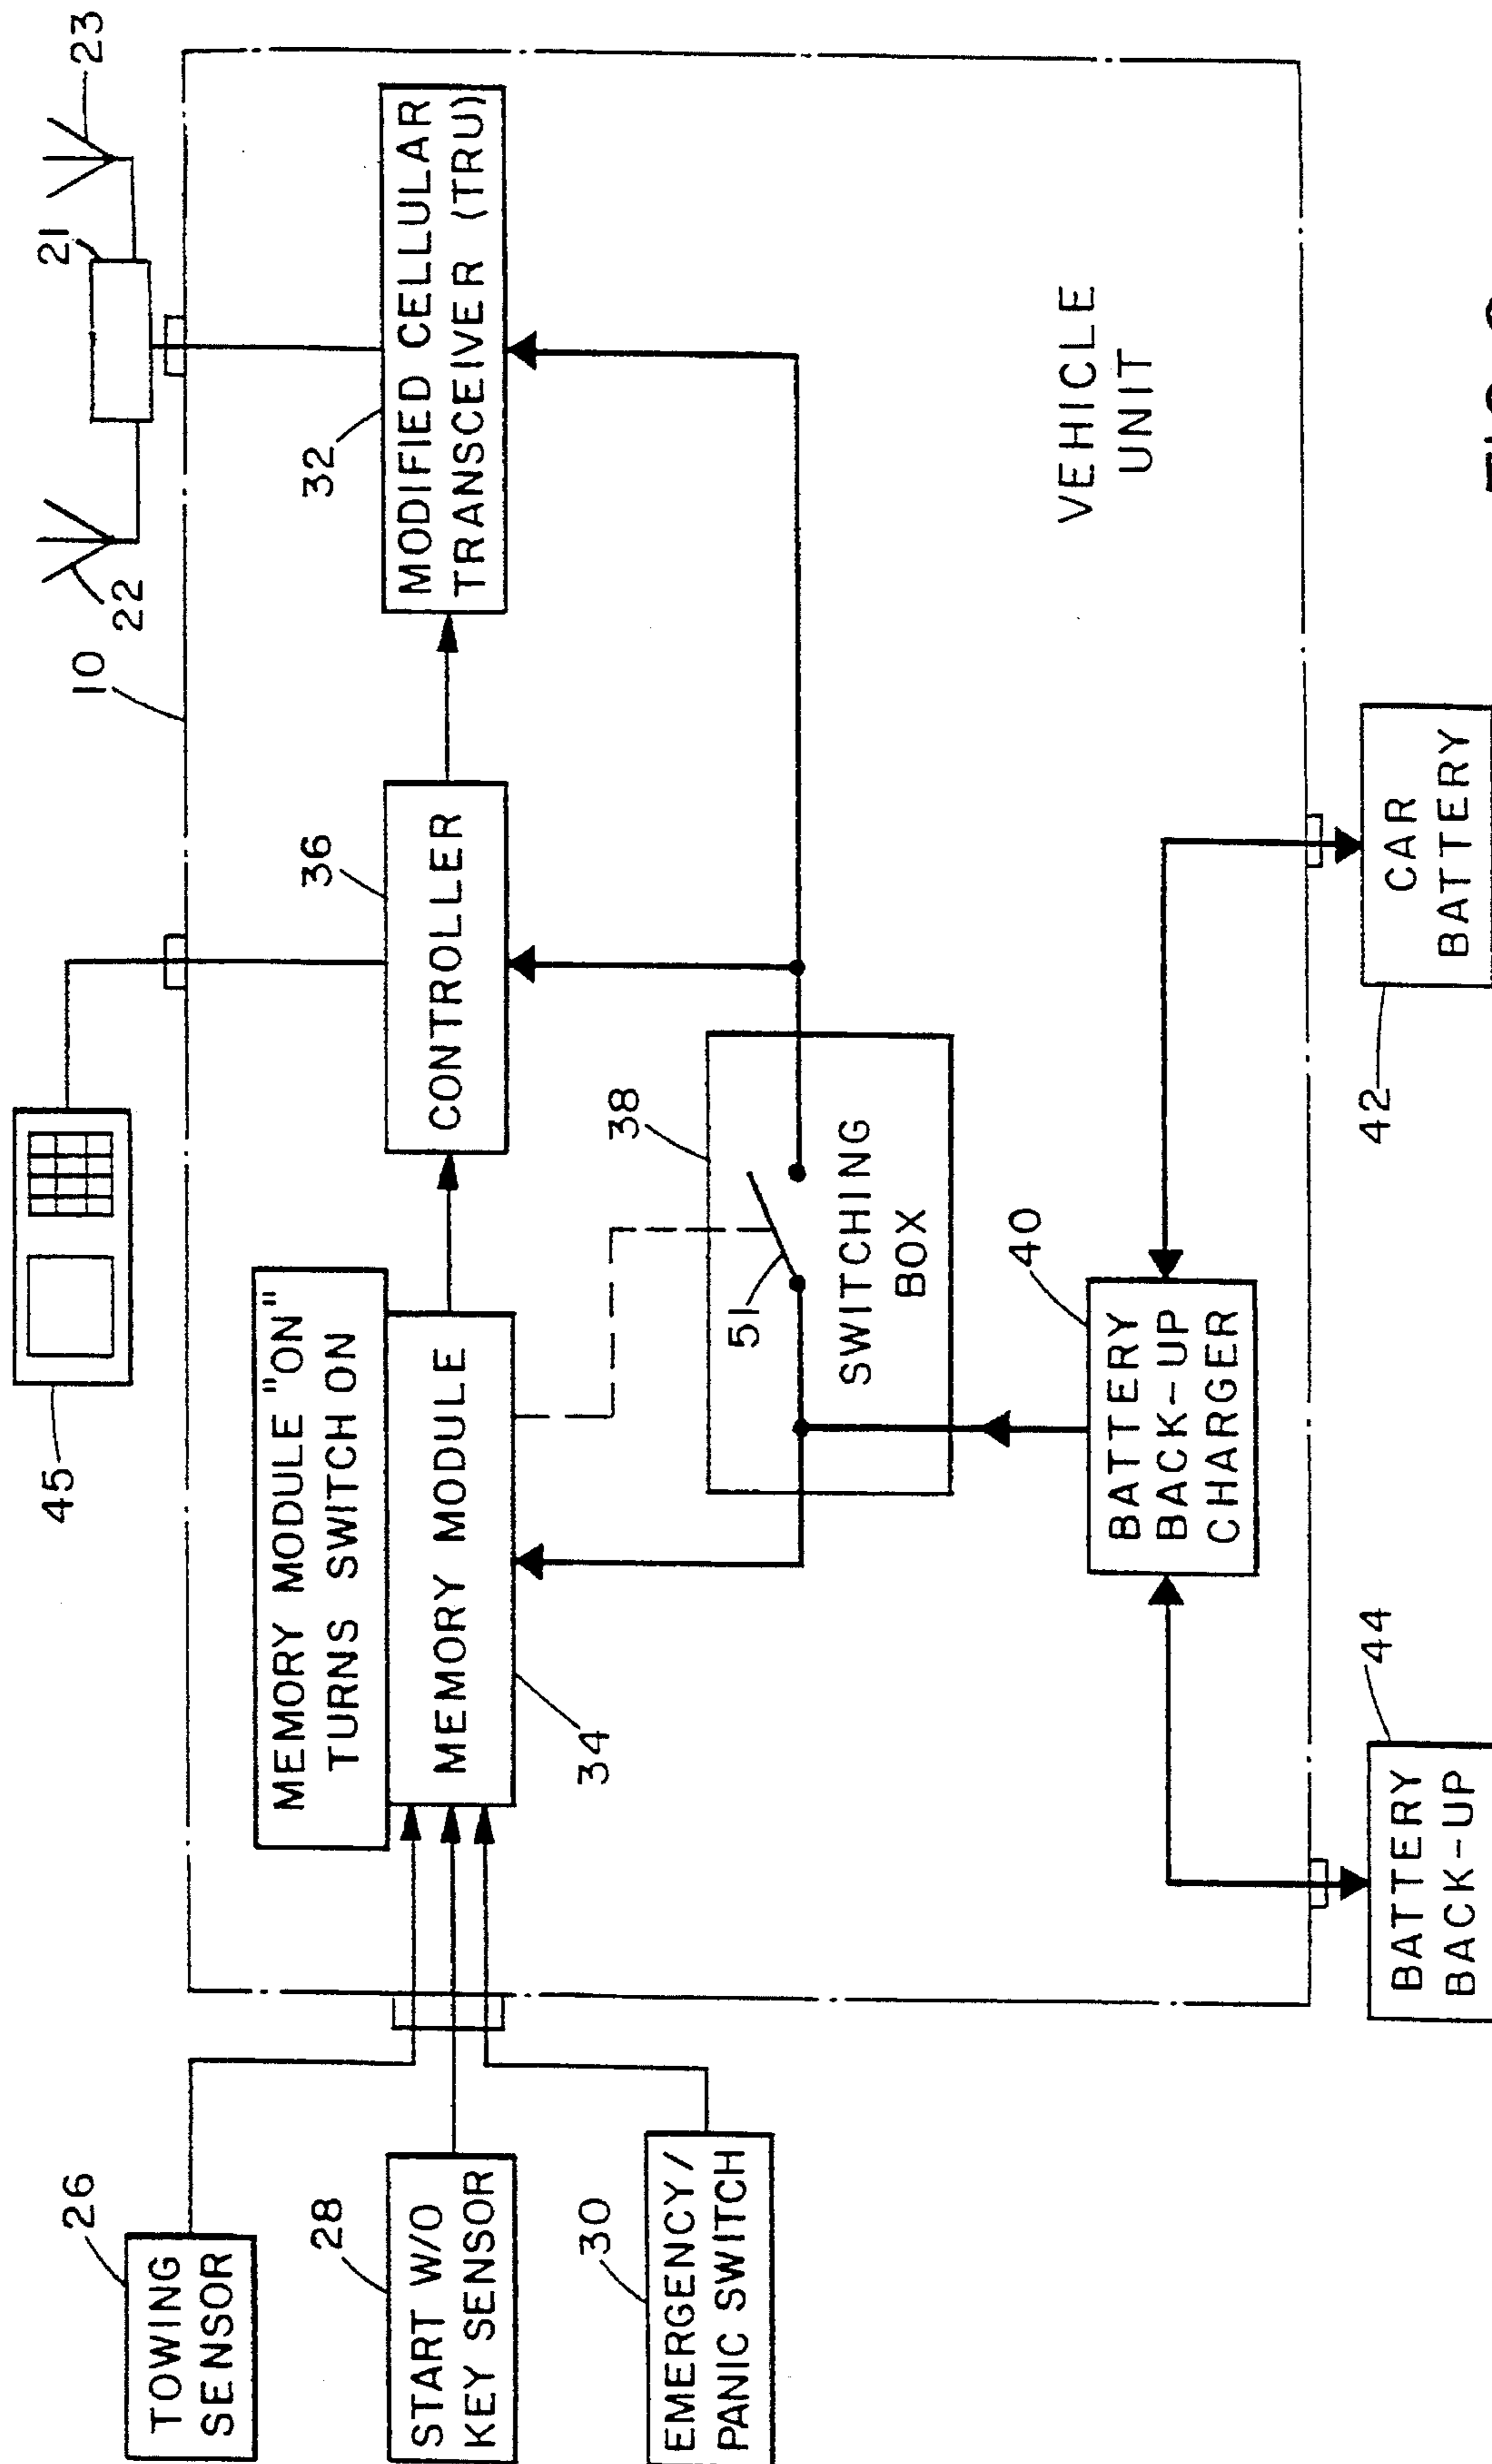 45
22
21
23
10
26
TOWING
SENSOR
28
START W/O
KEY SENSOR
30
EMERGENCY/
PANIC SWITCH
MEMORY MODULE "ON"
TURNS SWITCH ON
MEMORY MODULE
34
36
CONTROLLER
32
MODIFIED CELLULAR
TRANSCEIVER (TRU)
38
51
SWITCHING
BOX
40
BATTERY
BACK-UP
CHARGER
VEHICLE
UNIT
44
BATTERY
BACK-UP
42
CAR
BATTERY